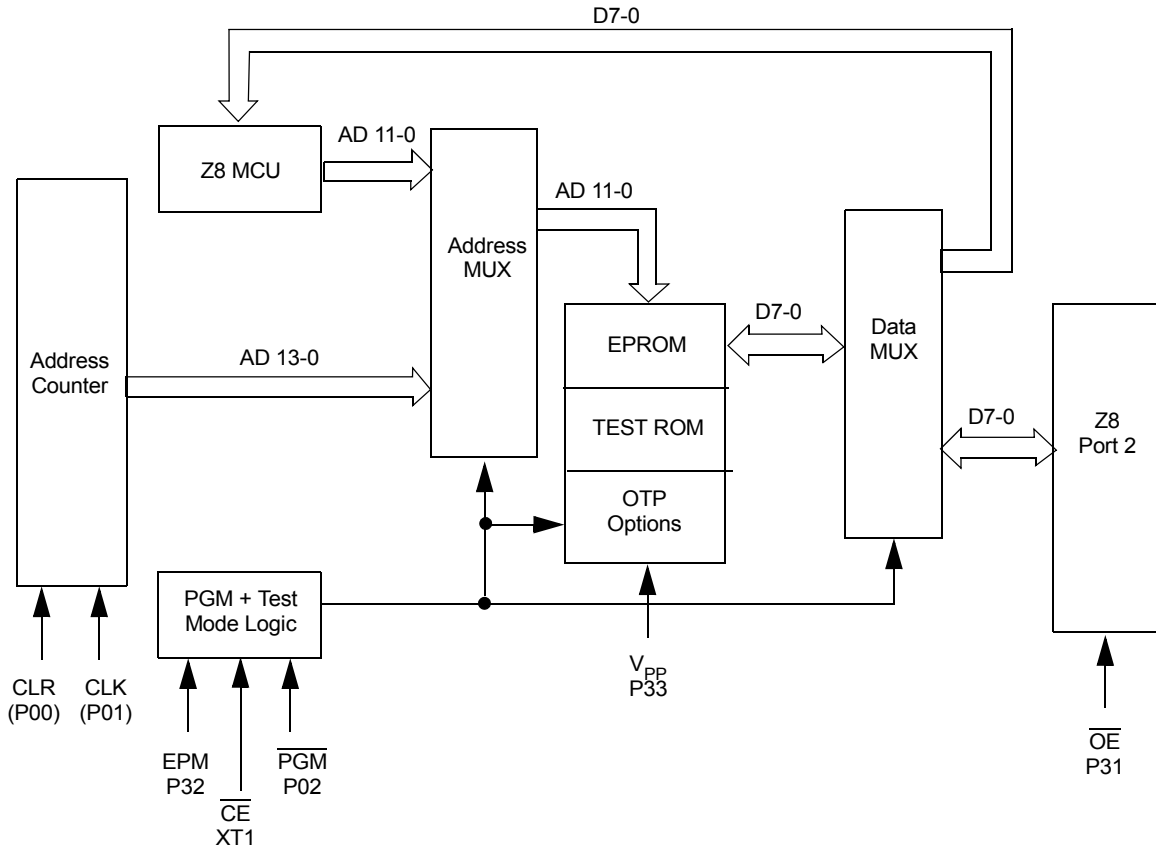 D7-0
AD 11-0
Z8 MCU
AD 11-0
Address
MUX
D7-0
EPROM
Data
MUX
Address
Counter
AD 13-0
TEST ROM
D7-0
Z8
Port 2
OTP
Options
PGM + Test
Mode Logic
VPP
P33
CLR
(P00)
CLK
(P01)
EPM
P32
CE
XT1
PGM
P02
OE
P31